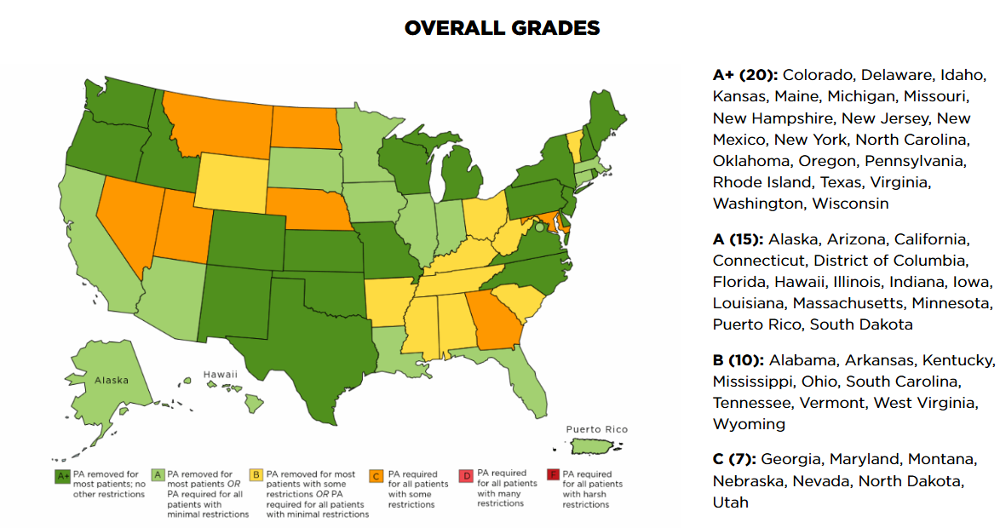 OVERALL GRADES
Alaska
Hawaii
Puerto Rico
A+ PA removed for
most patients; no
other restrictions
A PA removed for
most patients OR
PA required for all
patients with
minimal restrictions
B PA removed for most
patients with some
restrictions OR PA
required for all patients
with minimal restrictions
C PA required
for all patients
with some
restrictions
D PA required
for all patients
with many
restrictions
F PA required
for all patients
with harsh
restrictions
A+ (20): Colorado, Delaware, Idaho,
Kansas, Maine, Michigan, Missouri,
New Hampshire, New Jersey, New
Mexico, New York, North Carolina,
Oklahoma, Oregon, Pennsylvania,
Rhode Island, Texas, Virginia,
Washington, Wisconsin
A (15): Alaska, Arizona, California,
Connecticut, District of Columbia,
Florida, Hawaii, Illinois, Indiana, Iowa,
Louisiana, Massachusetts, Minnesota,
Puerto Rico, South Dakota
B (10): Alabama, Arkansas, Kentucky,
Mississippi, Ohio, South Carolina,
Tennessee, Vermont, West Virginia,
Wyoming
C (7): Georgia, Maryland, Montana,
Nebraska, Nevada, North Dakota,
Utah